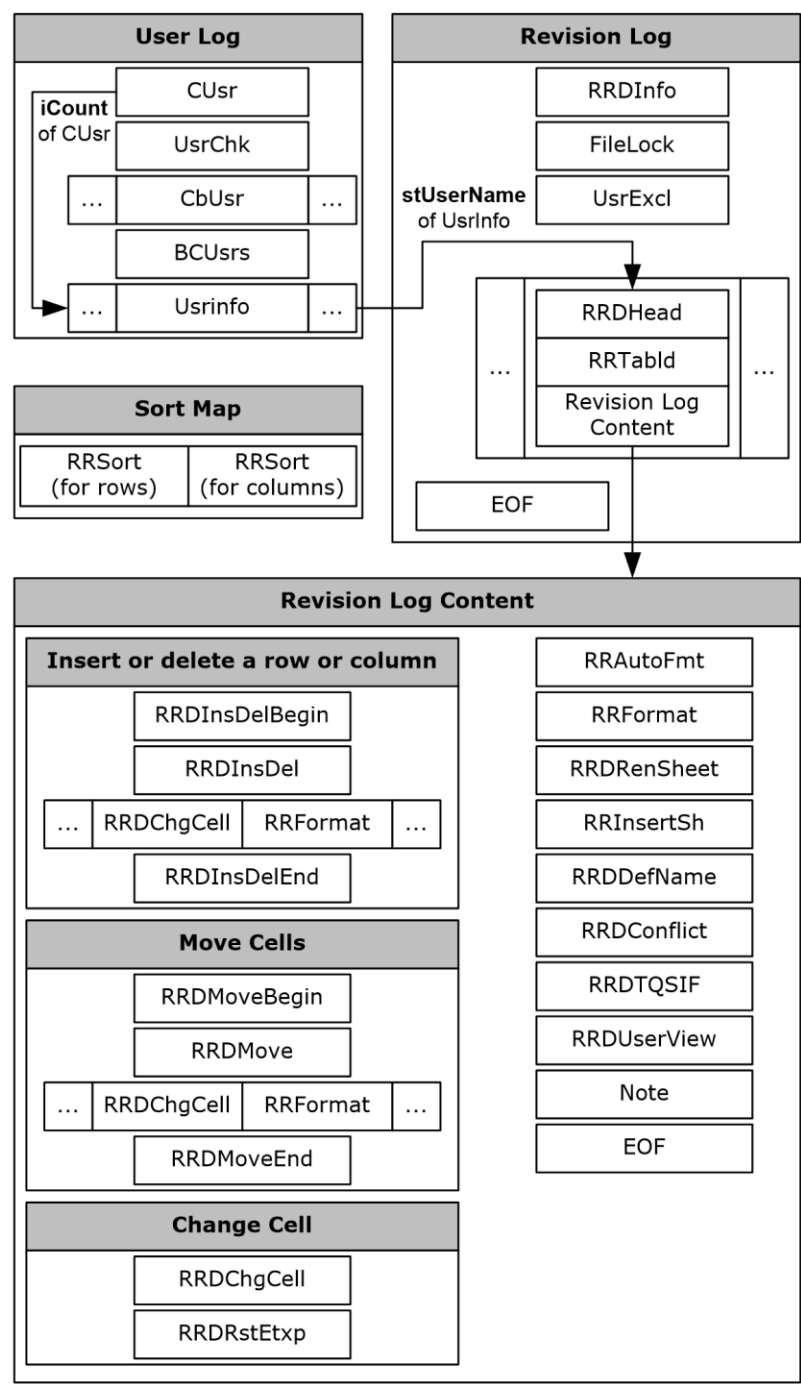 User Log
CUsr
iCount
of CUsr
UsrChk
… CbUsr …
BCUsrs
… Usrinfo …
Revision Log
RRDInfo
FileLock
UsrExcl
stUserName
of UsrInfo
RRDHead
RRTabId
… …
Revision Log
Content
EOF
Sort Map
RRSort RRSort
(for rows) (for columns)
Revision Log Content
Insert or delete a row or column
RRDInsDelBegin
RRDInsDel
… RRDChgCell RRFormat …
RRDInsDelEnd
Move Cells
RRDMoveBegin
RRDMove
… RRDChgCell RRFormat …
RRDMoveEnd
Change Cell
RRDChgCell
RRDRstEtxp
RRAutoFmt
RRFormat
RRDRenSheet
RRInsertSh
RRDDefName
RRDConflict
RRDTQSIF
RRDUserView
Note
EOF